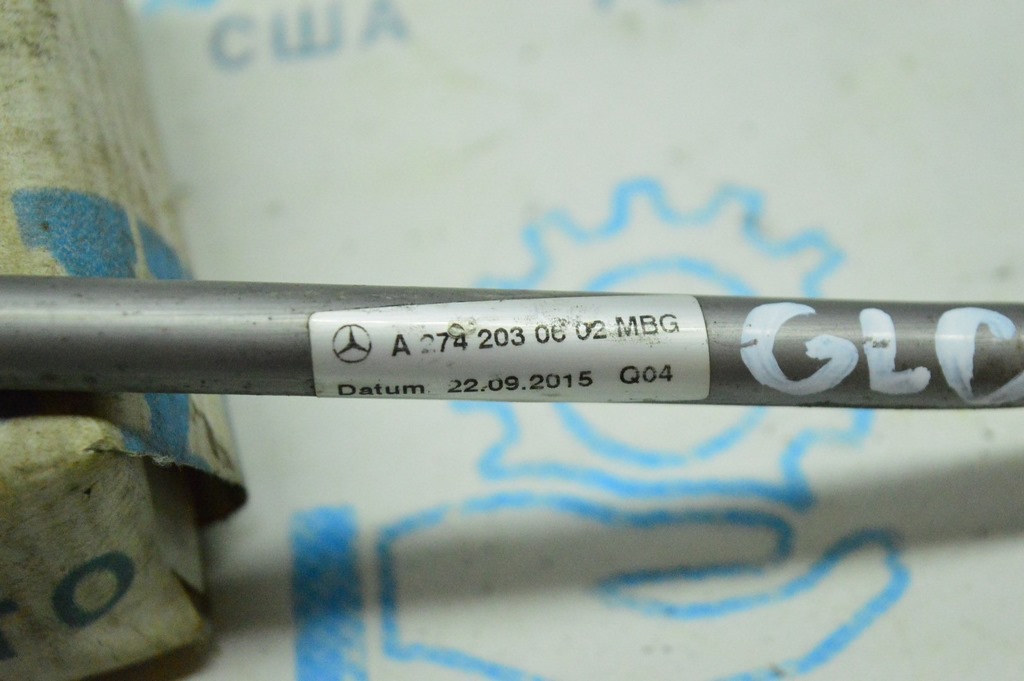 США
A 274 203 06 02 MBG
Datum 22.09.2015 Q04
GLC